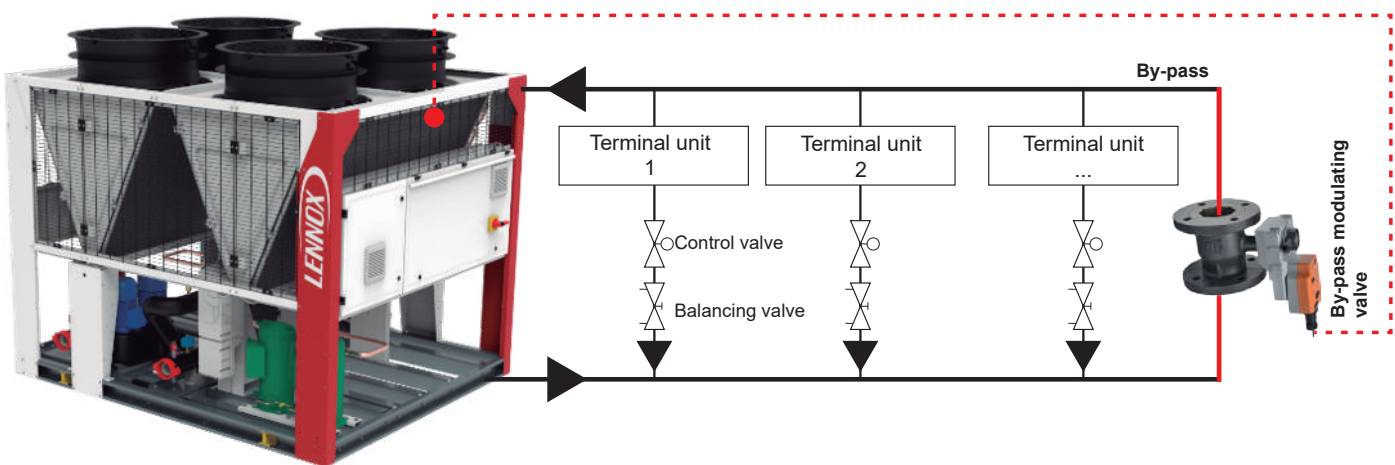 LENNOX
By-pass
Terminal unit
1
Terminal unit
2
Terminal unit
...
Control valve
Balancing valve
By-pass modulating
valve